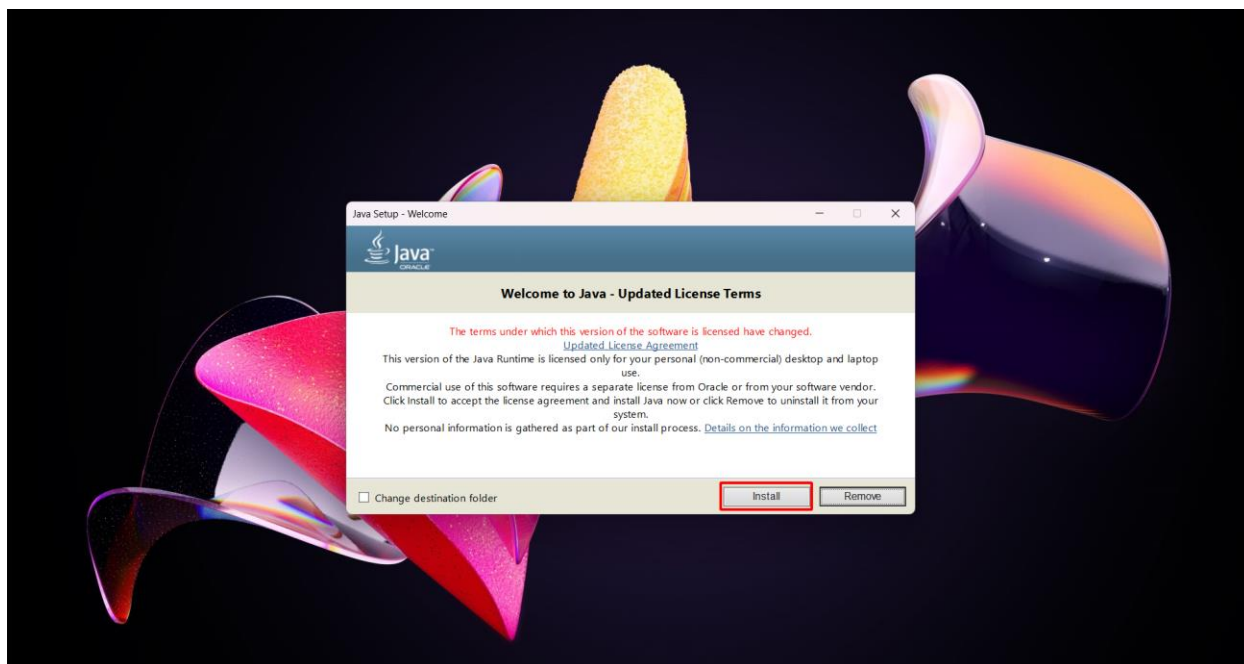 Java Setup - Welcome
Java™
ORACLE
Welcome to Java - Updated License Terms
The terms under which this version of the software is licensed have changed.
Updated License Agreement
This version of the Java Runtime is licensed only for your personal (non-commercial) desktop and laptop
use.
Commercial use of this software requires a separate license from Oracle or from your software vendor.
Click Install to accept the license agreement and install Java now or click Remove to uninstall it from your
system.
No personal information is gathered as part of our install process. Details on the information we collect
Change destination folder
Install
Remove